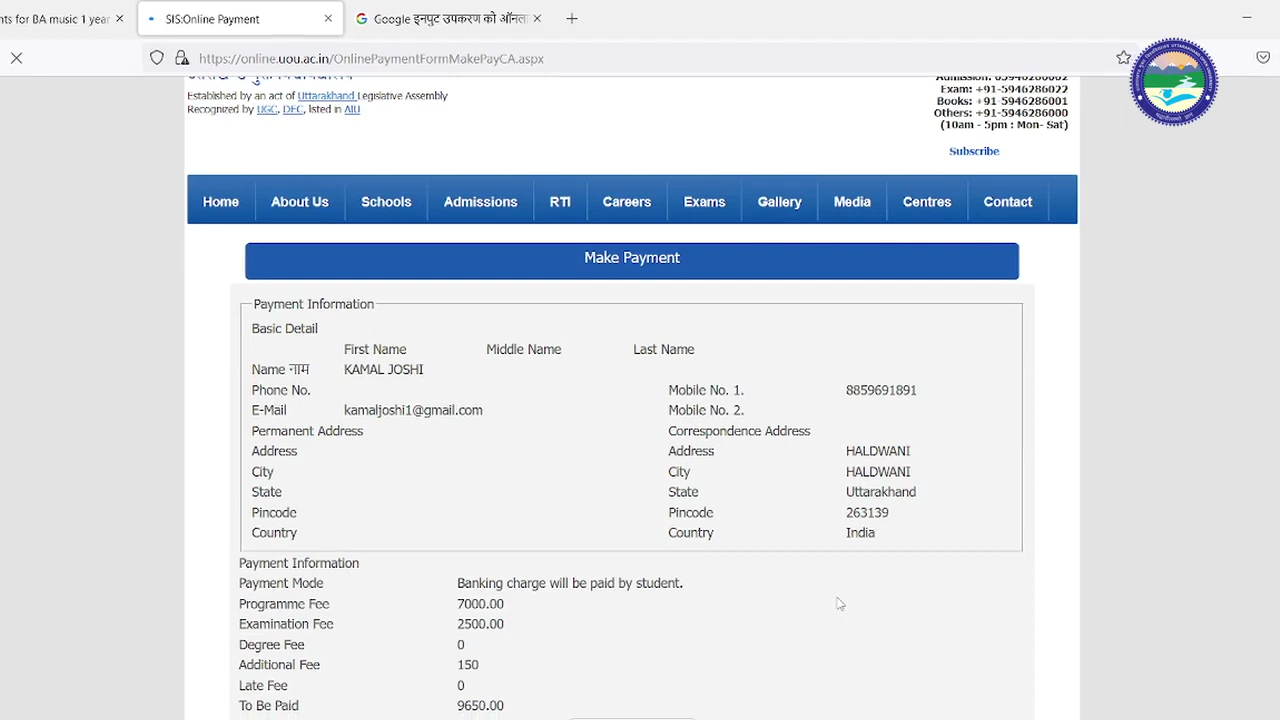 nts for BA music 1 year
SIS:Online Payment
Google इनपुट उपकरण को ऑनल
https://online.uou.ac.in/OnlinePaymentFormMakePayCA.aspx
Established by an act of Uttarakhand Legislative Assembly
Recognized by UGC, DEC, listed in AIU
Admission: 05946286002
Exam: +91-5946286022
Books: +91-5946286001
Others: +91-5946286000
(10am - 5pm : Mon- Sat)
Subscribe
Home About Us Schools Admissions RTI Careers Exams Gallery Media Centres Contact
Make Payment
Payment Information
Basic Detail
First Name Middle Name Last Name
Name नाम KAMAL JOSHI
Phone No. Mobile No. 1. 8859691891
E-Mail kamaljoshi1@gmail.com Mobile No. 2.
Permanent Address Correspondence Address
Address Address HALDWANI
City City HALDWANI
State State Uttarakhand
Pincode Pincode 263139
Country Country India
Payment Information
Payment Mode Banking charge will be paid by student.
Programme Fee 7000.00
Examination Fee 2500.00
Degree Fee 0
Additional Fee 150
Late Fee 0
To Be Paid 9650.00